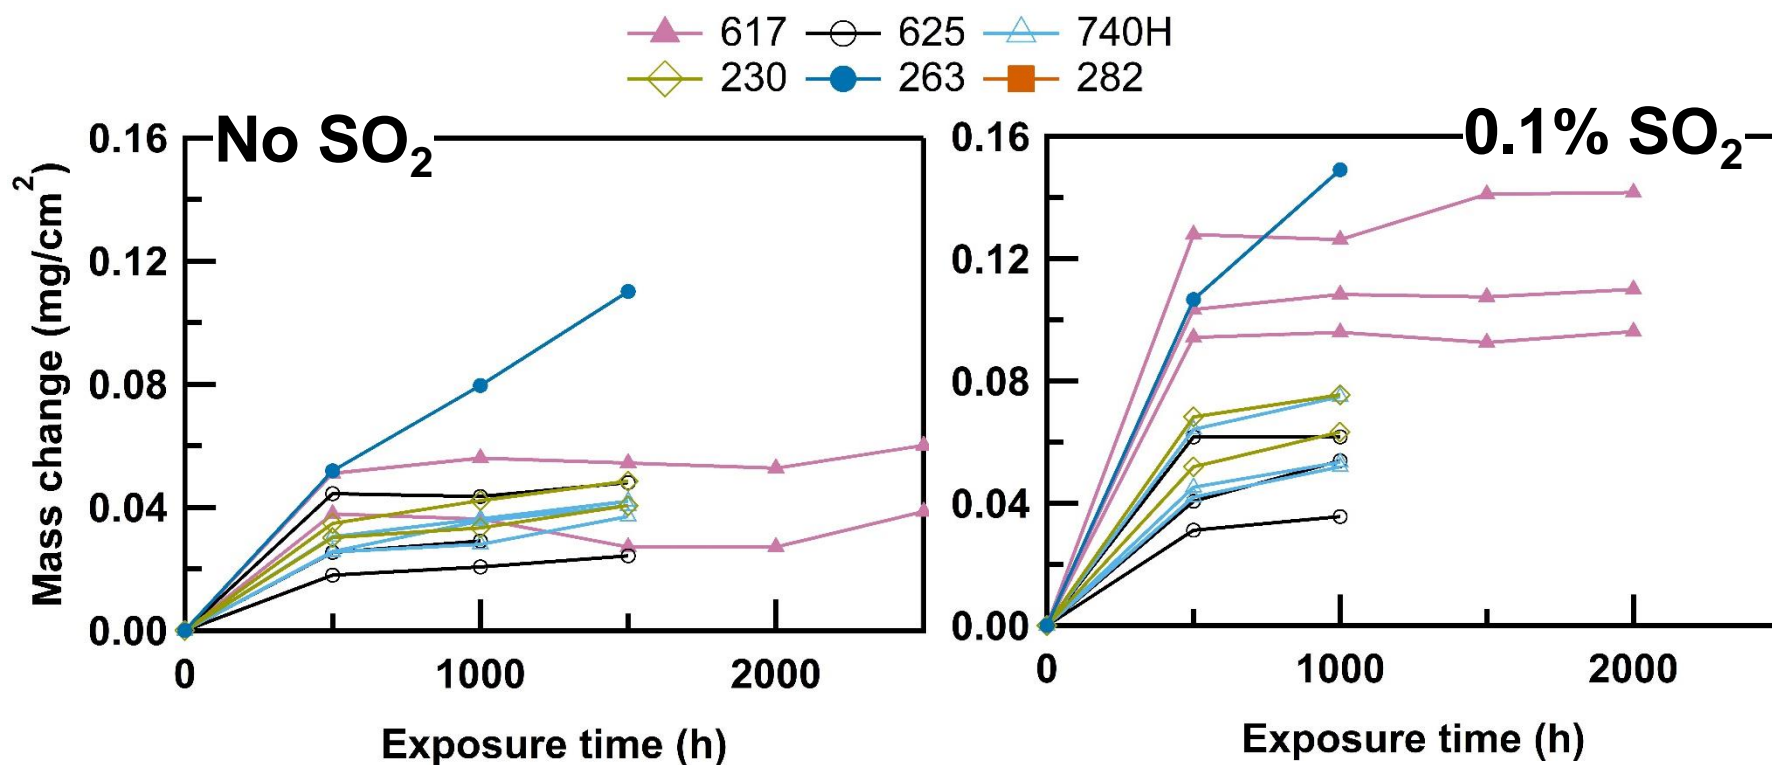 617 625 740H
230 263 282
No SO2
0.1% SO2
Mass change (mg/cm2)
0.16
0.12
0.08
0.04
0.00
0 1000 2000
Exposure time (h)
0.16
0.12
0.08
0.04
0.00
0 1000 2000
Exposure time (h)